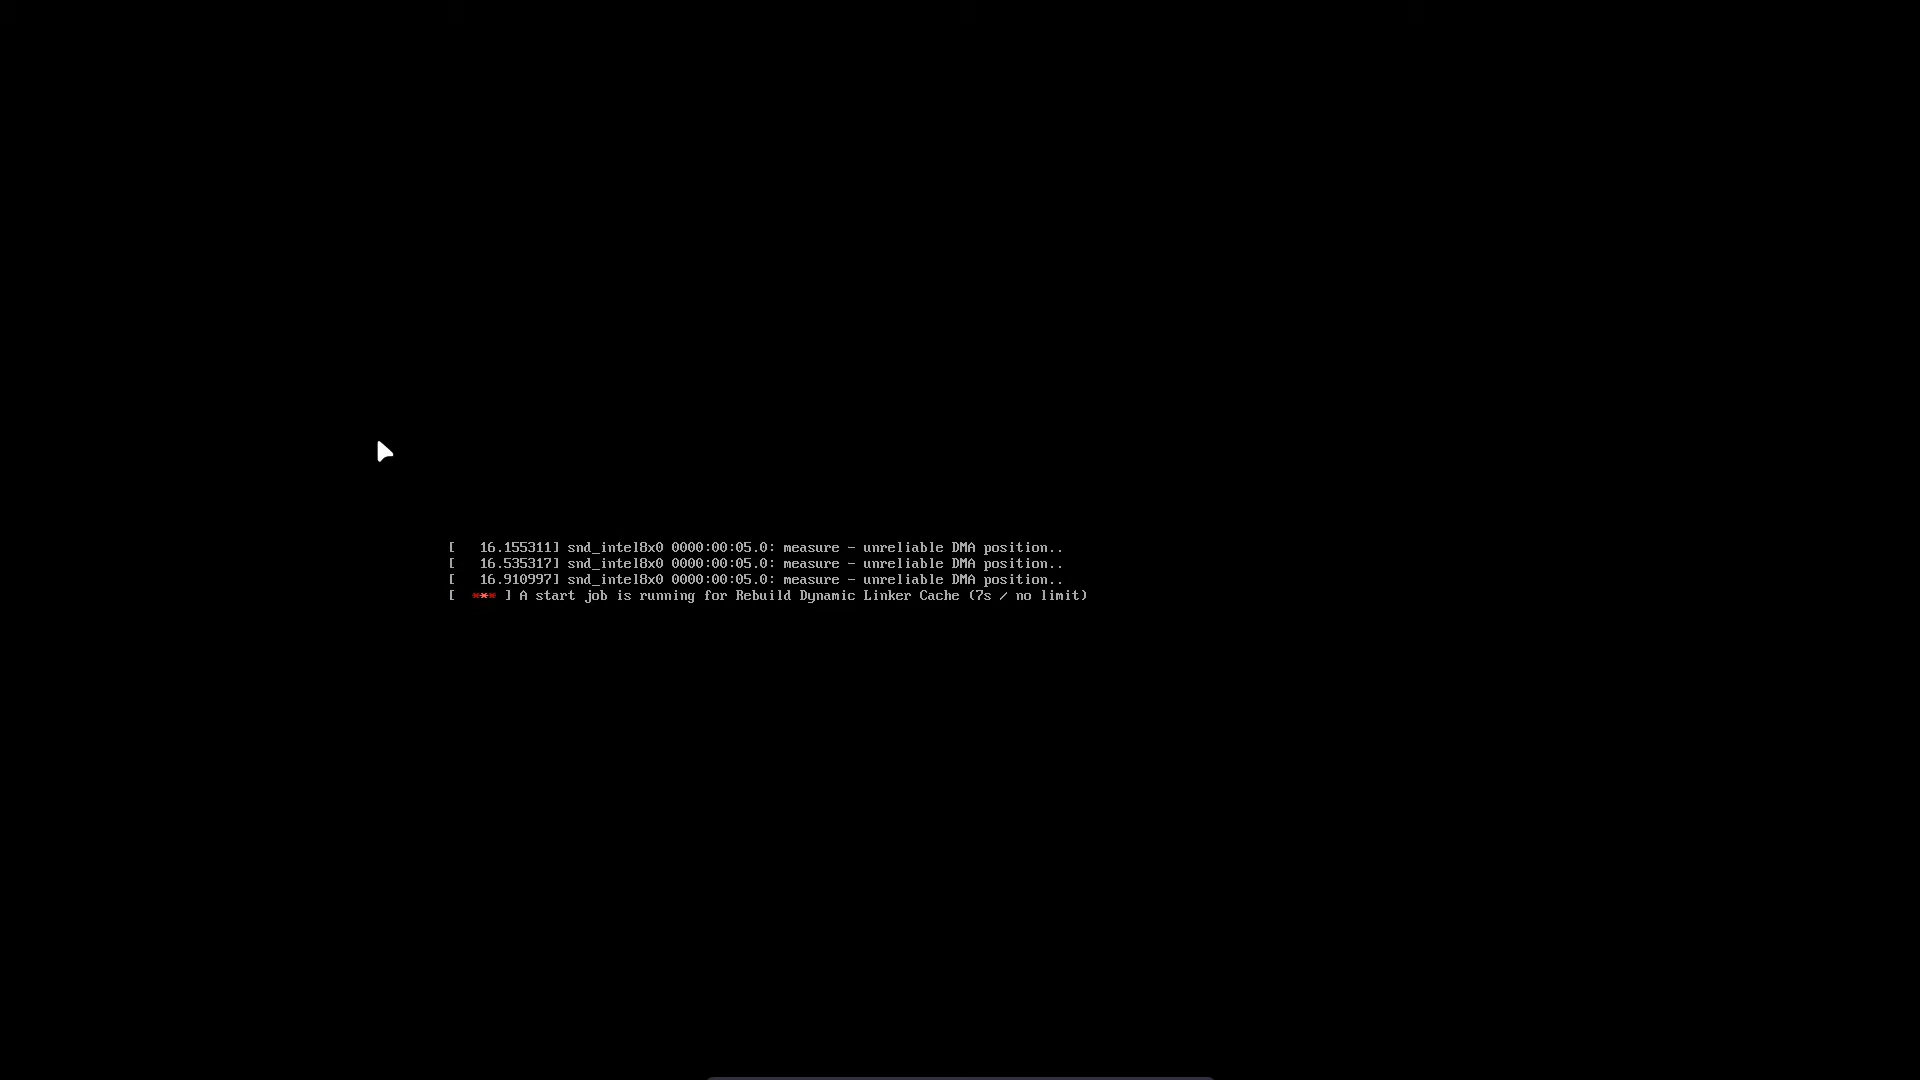 [   16.155311] snd_intel8x0 0000:00:05.0: measure - unreliable DMA position..
[   16.535317] snd_intel8x0 0000:00:05.0: measure - unreliable DMA position..
[   16.910997] snd_intel8x0 0000:00:05.0: measure - unreliable DMA position..
[  *** ] A start job is running for Rebuild Dynamic Linker Cache (7s / no limit)